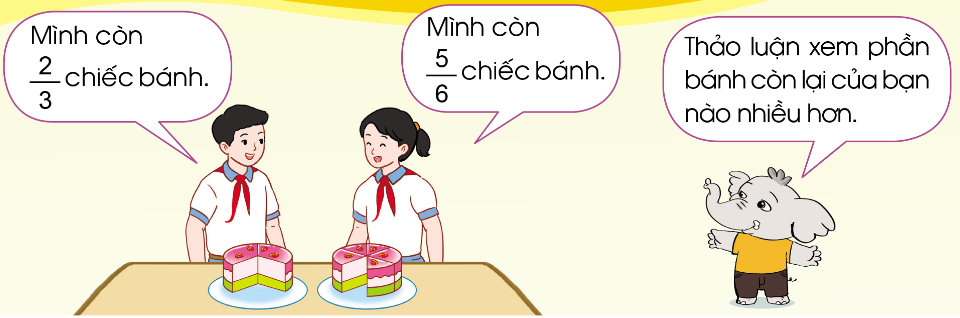 Mình còn
2/3 chiếc bánh.
Mình còn
5/6 chiếc bánh.
Thảo luận xem phần
bánh còn lại của bạn
nào nhiều hơn.